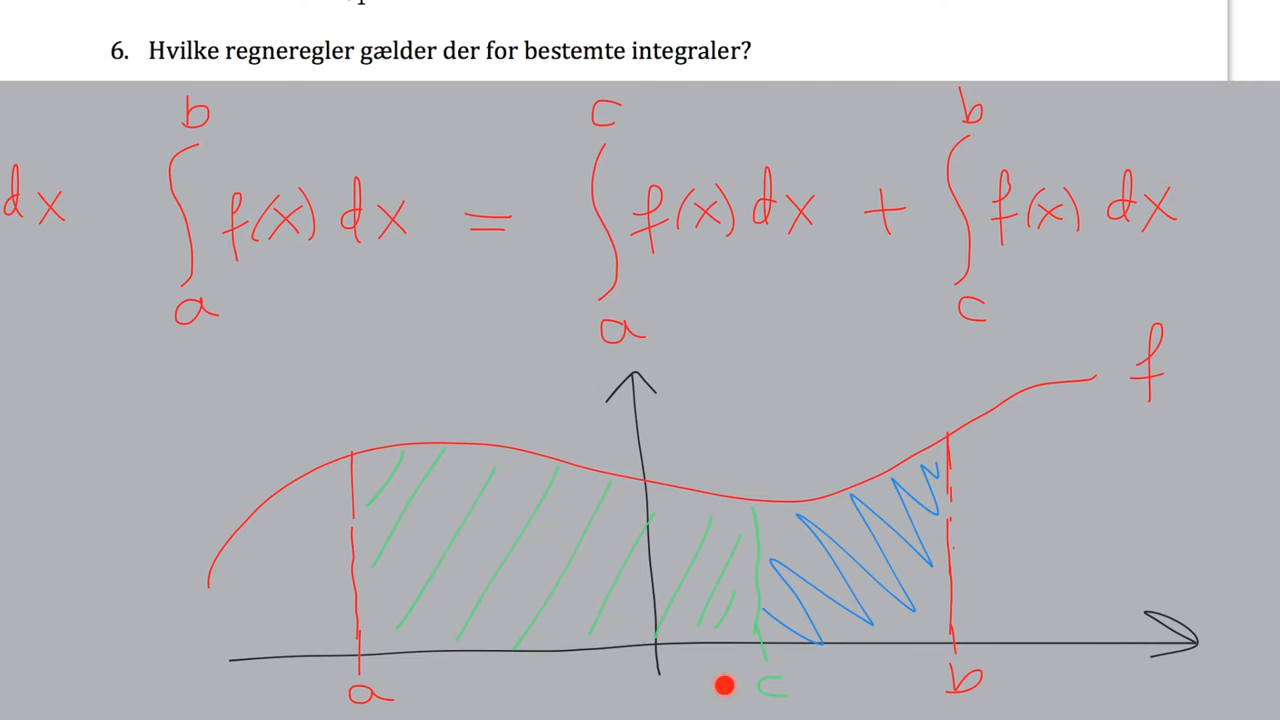 6. Hvilke regneregler gælder der for bestemte integraler?
b c b
dx ∫ f(x) dx = ∫ f(x) dx + ∫ f(x) dx
a a c
f
a c b